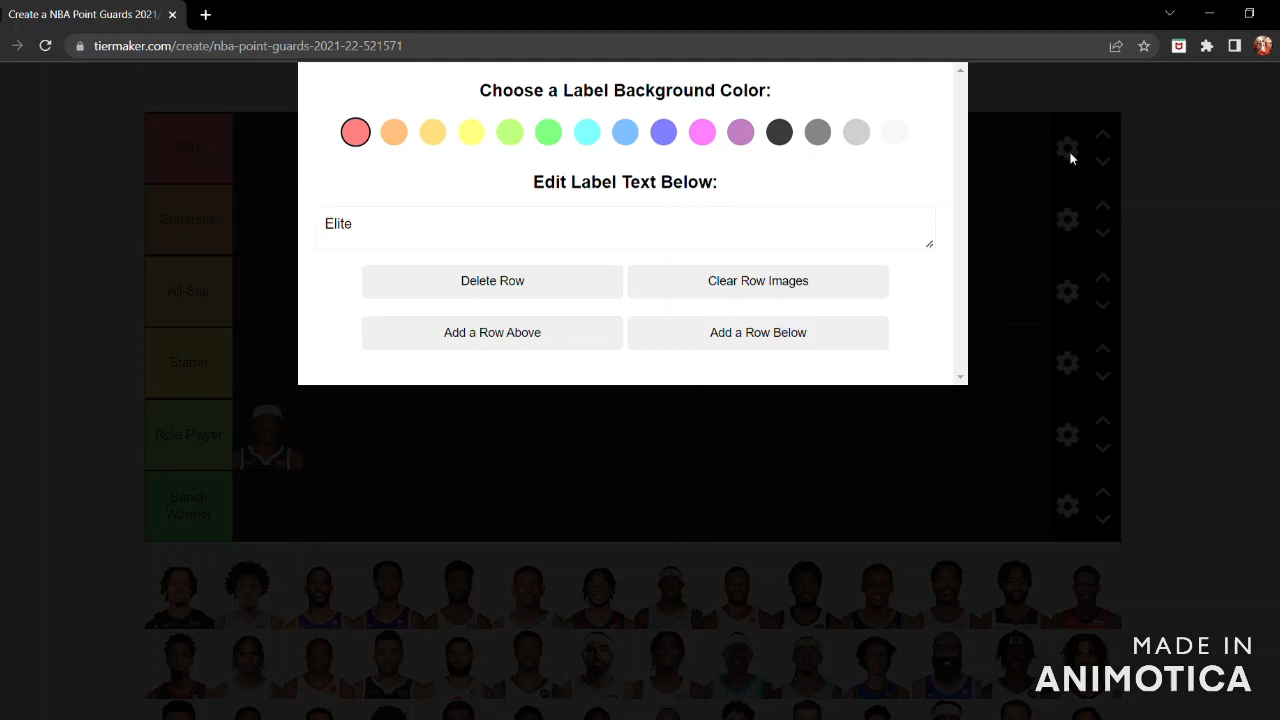 Create a NBA Point Guards 2021/
tiermaker.com/create/nba-point-guards-2021-22-521571
Choose a Label Background Color:
Edit Label Text Below:
Elite
Delete Row
Clear Row Images
Add a Row Above
Add a Row Below
Elite
Superstar
All-Star
Starter
Role Player
Bench
Warmer
MADE IN
ANIMOTICA